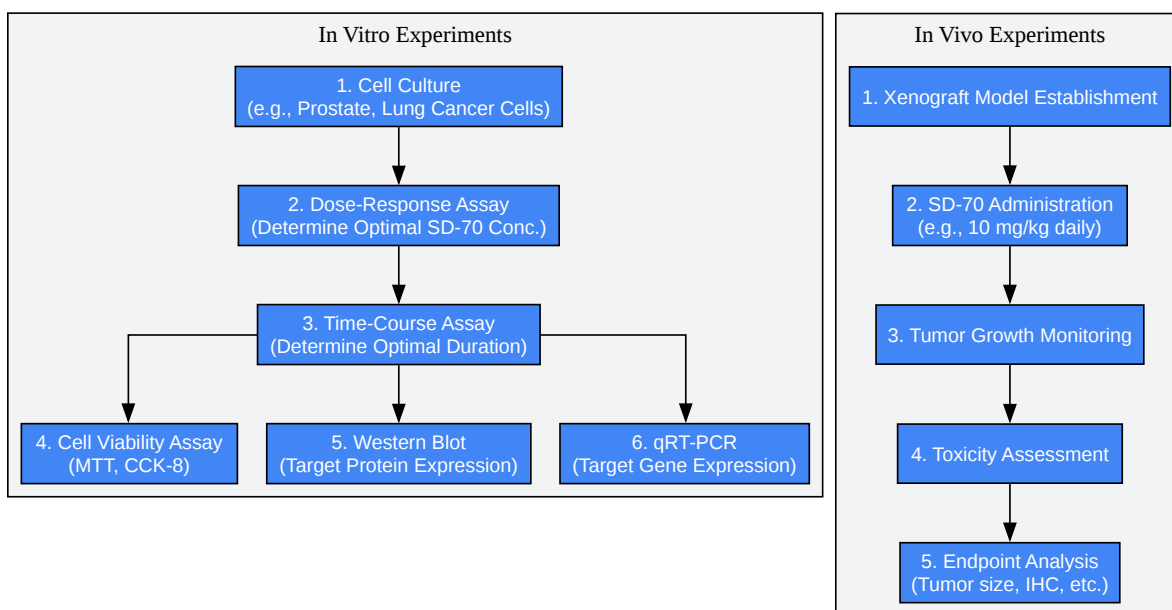 In Vitro Experiments
1. Cell Culture
(e.g., Prostate, Lung Cancer Cells)
2. Dose-Response Assay
(Determine Optimal SD-70 Conc.)
3. Time-Course Assay
(Determine Optimal Duration)
4. Cell Viability Assay
(MTT, CCK-8)
5. Western Blot
(Target Protein Expression)
6. qRT-PCR
(Target Gene Expression)
In Vivo Experiments
1. Xenograft Model Establishment
2. SD-70 Administration
(e.g., 10 mg/kg daily)
3. Tumor Growth Monitoring
4. Toxicity Assessment
5. Endpoint Analysis
(Tumor size, IHC, etc.)